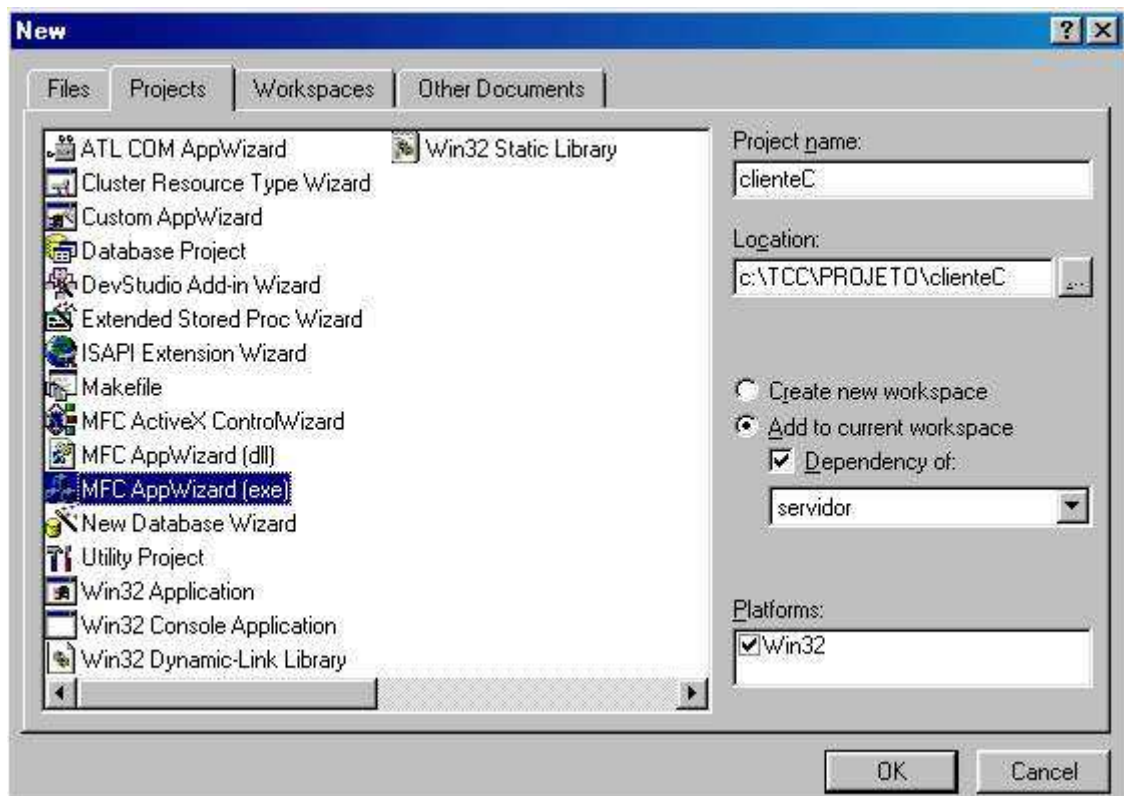 New
Files Projects Workspaces Other Documents
ATL COM AppWizard
Cluster Resource Type Wizard
Custom AppWizard
Database Project
DevStudio Add-in Wizard
Extended Stored Proc Wizard
ISAPI Extension Wizard
Makefile
MFC ActiveX ControlWizard
MFC AppWizard (dll)
MFC AppWizard (exe)
New Database Wizard
Utility Project
Win32 Application
Win32 Console Application
Win32 Dynamic-Link Library
Win32 Static Library
Project name:
clienteC
Location:
c:\TCC\PROJETO\clienteC
...
Create new workspace
Add to current workspace
Dependency of:
servidor
Platforms:
Win32
OK Cancel